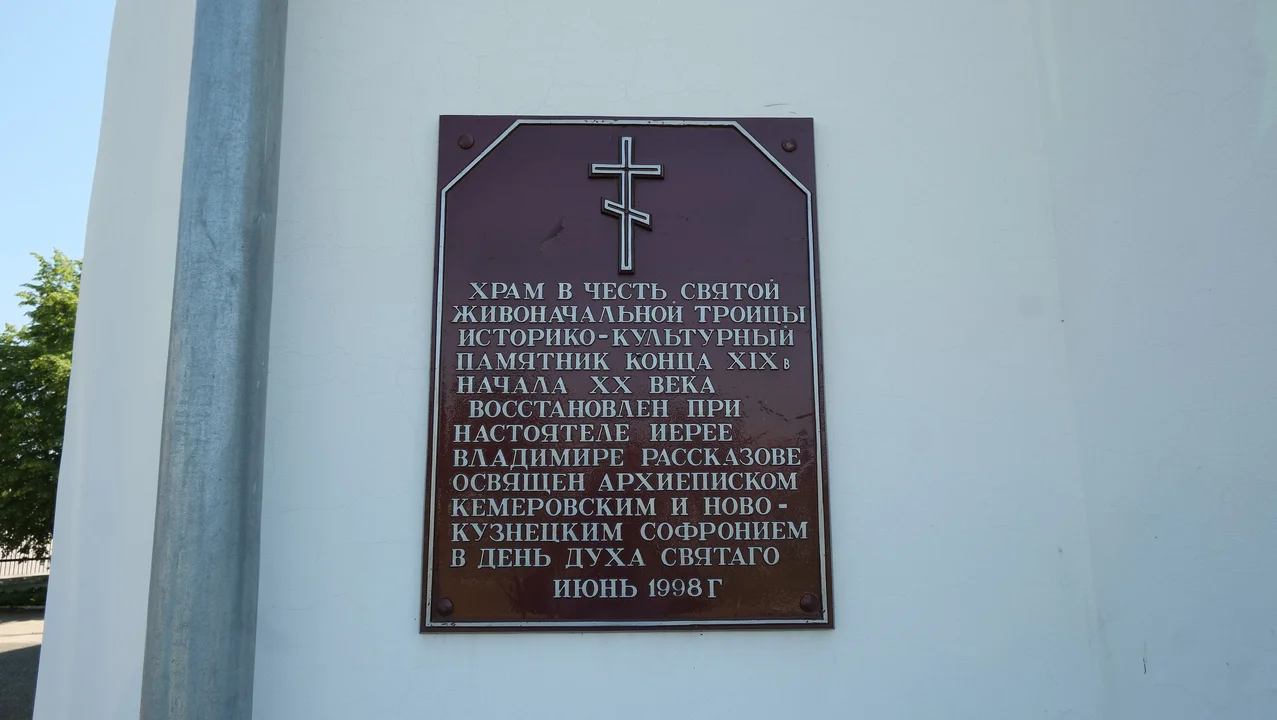 ХРАМ В ЧЕСТЬ СВЯТОЙ
ЖИВОНАЧАЛЬНОЙ ТРОИЦЫ
ИСТОРИКО-КУЛЬТУРНЫЙ
ПАМЯТНИК КОНЦА XIX в
НАЧАЛА XX ВЕКА
ВОССТАНОВЛЕН ПРИ
НАСТОЯТЕЛЕ ИЕРЕЕ
ВЛАДИМИРЕ РАССКАЗОВЕ
ОСВЯЩЕН АРХИЕПИСКОМ
КЕМЕРОВСКИМ И НОВО-
КУЗНЕЦКИМ СОФРОНИЕМ
В ДЕНЬ ДУХА СВЯТАГО
ИЮНЬ 1998 Г